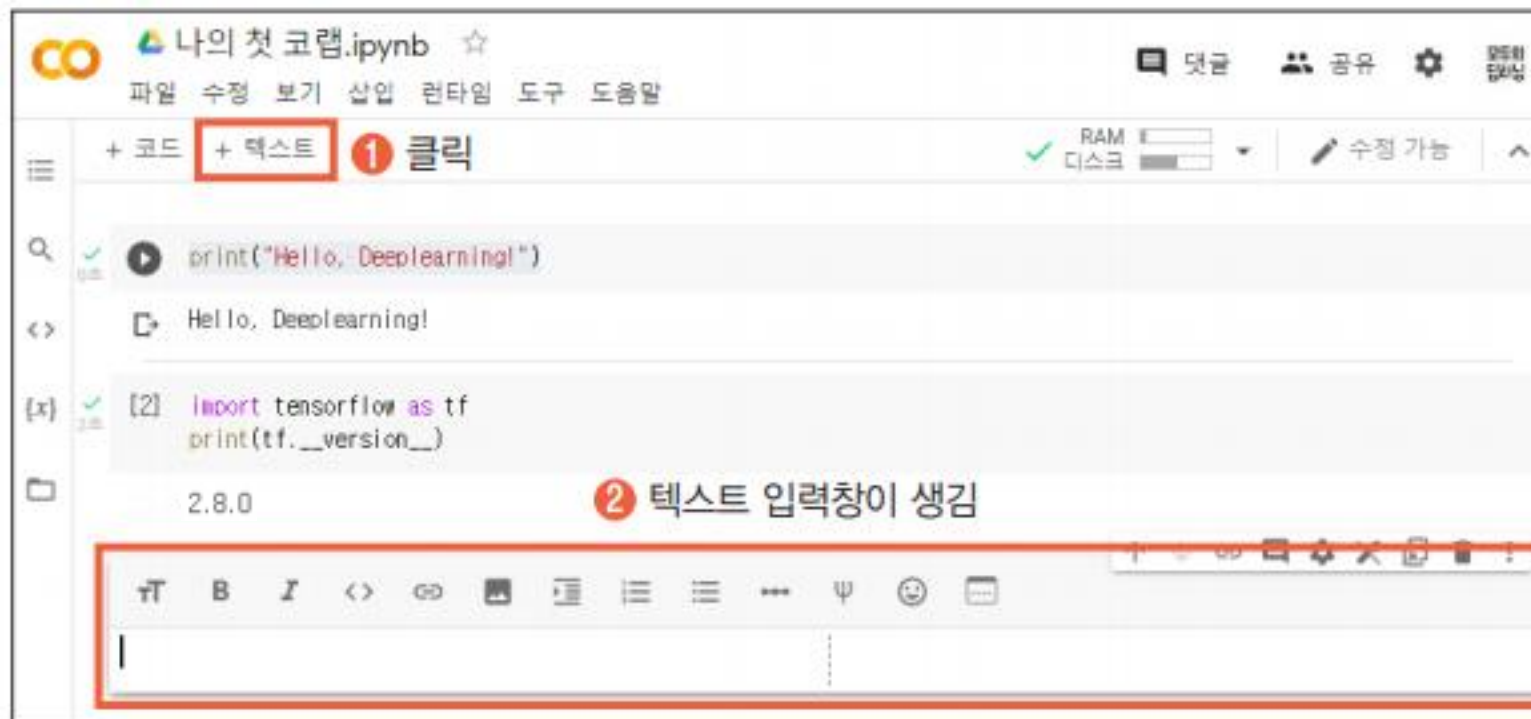 나의 첫 코랩.ipynb
댓글 공유
파일 수정 보기 삽입 런타임 도구 도움말
+ 코드 + 텍스트 1 클릭
RAM
디스크
수정 가능
print("Hello, Deeplearning!")
Hello, Deeplearning!
[2] import tensorflow as tf
print(tf.__version__)
2.8.0
2 텍스트 입력창이 생김